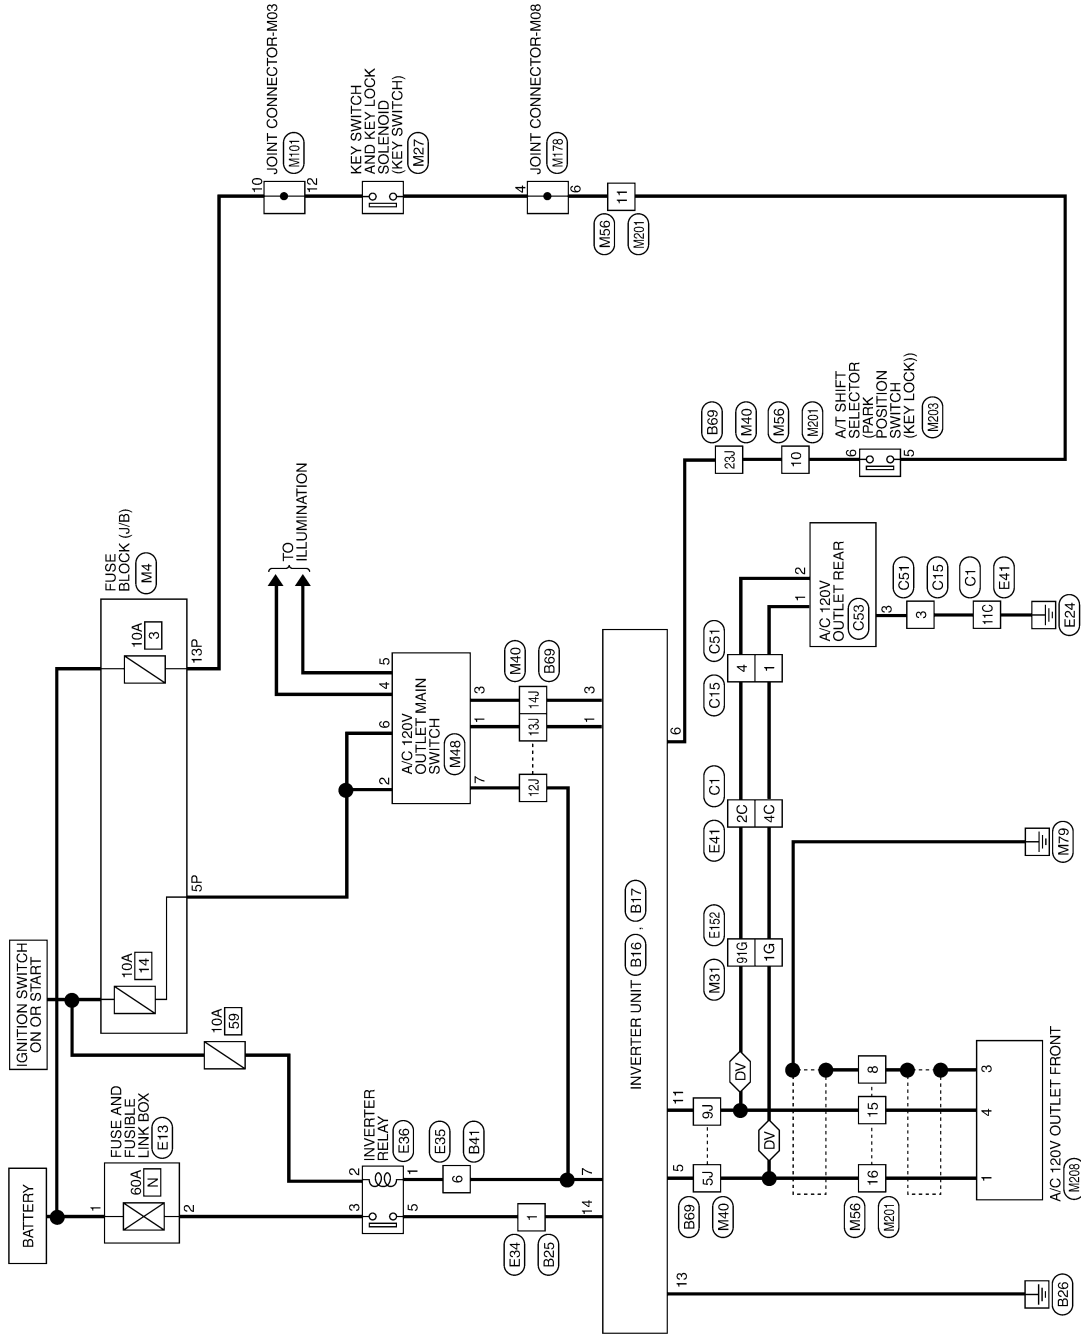 BATTERY
IGNITION SWITCH
ON OR START
FUSE AND
FUSIBLE
LINK BOX
E13
1
60A
N
2
10A
14
10A
3
FUSE
BLOCK (J/B)
M4
5P
13P
10A
59
TO
ILLUMINATION
10
JOINT CONNECTOR-M03
M101
12
KEY SWITCH
AND KEY LOCK
SOLENOID
(KEY SWITCH)
M27
4
JOINT CONNECTOR-M08
M178
6
11
M56
M201
INVERTER
RELAY
E36
3
2
5
1
6
E35
B41
1
E34
B25
2
6
4
5
A/C 120V
OUTLET MAIN
SWITCH
M48
7
1
3
12J
13J
14J
M40
B69
14
7
1
3
INVERTER UNIT
B16
,
B17
13
5
11
6
B69
M40
5J
9J
23J
B69
M40
10
M56
M201
6
A/T SHIFT
SELECTOR
(PARK
POSITION
SWITCH
(KEY LOCK))
M203
5
DV
DV
M31
E152
91G
1G
E41
C1
2C
4C
C15
C51
4
1
1
2
A/C 120V
OUTLET REAR
C53
3
3
C51
C15
11C
C1
E41
E24
M56
M201
16
15
8
1
4
3
A/C 120V OUTLET FRONT
M208
B26
M79